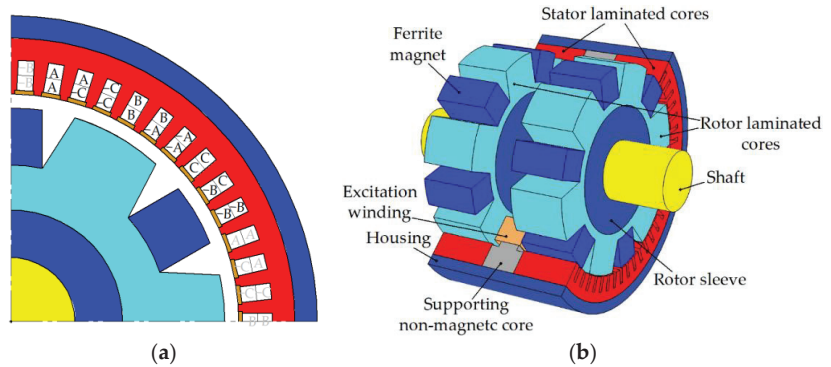 A
A
A
C
C
C
B
B
B
A
A
A
C
C
C
B
B
B
A A
C A
C C
B B
(a)
Stator laminated cores
Ferrite
magnet
Rotor laminated
cores
Shaft
Excitation
winding
Housing
Rotor sleeve
Supporting
non-magnetc core
(b)